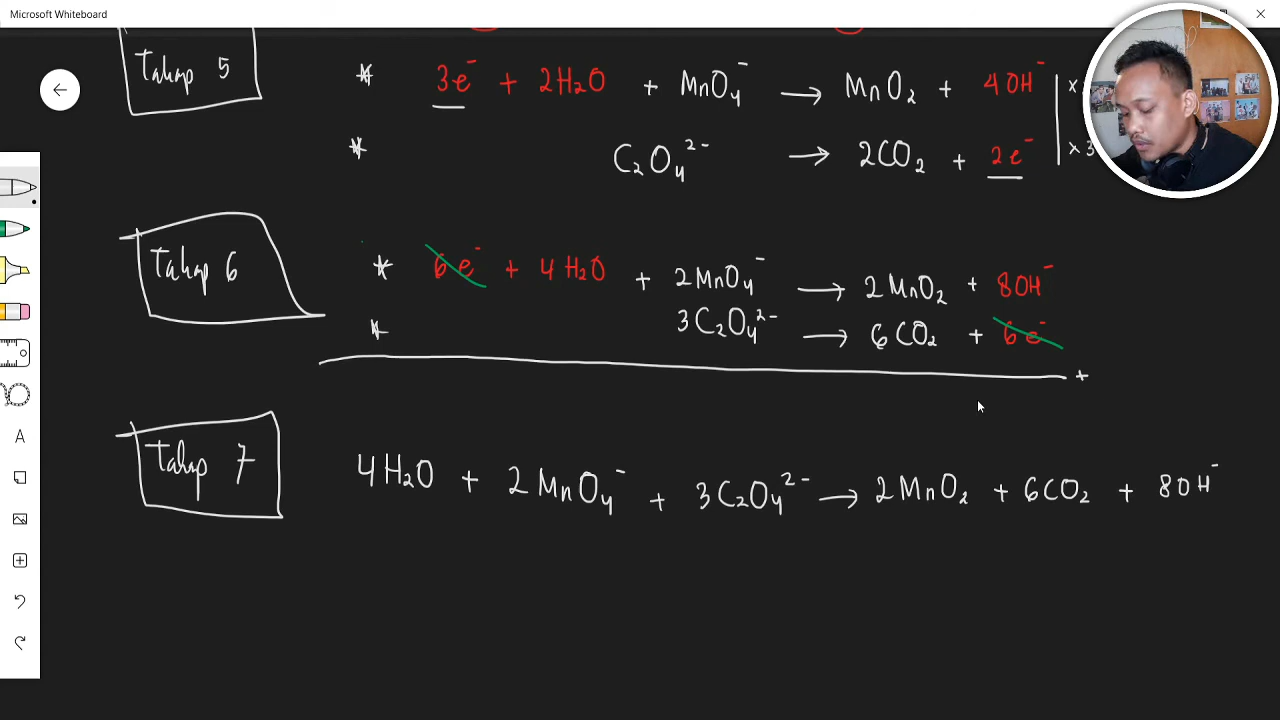 Microsoft Whiteboard
Tahap 5
* 3e⁻ + 2H₂O + MnO₄⁻ → MnO₂ + 4OH⁻ | ×
* C₂O₄²⁻ → 2CO₂ + 2e⁻ | × 3
Tahap 6
* 6e⁻ + 4H₂O + 2MnO₄⁻ → 2MnO₂ + 8OH⁻
* 3C₂O₄²⁻ → 6CO₂ + 6e⁻
+
Tahap 7
4H₂O + 2MnO₄⁻ + 3C₂O₄²⁻ → 2MnO₂ + 6CO₂ + 8OH⁻
A